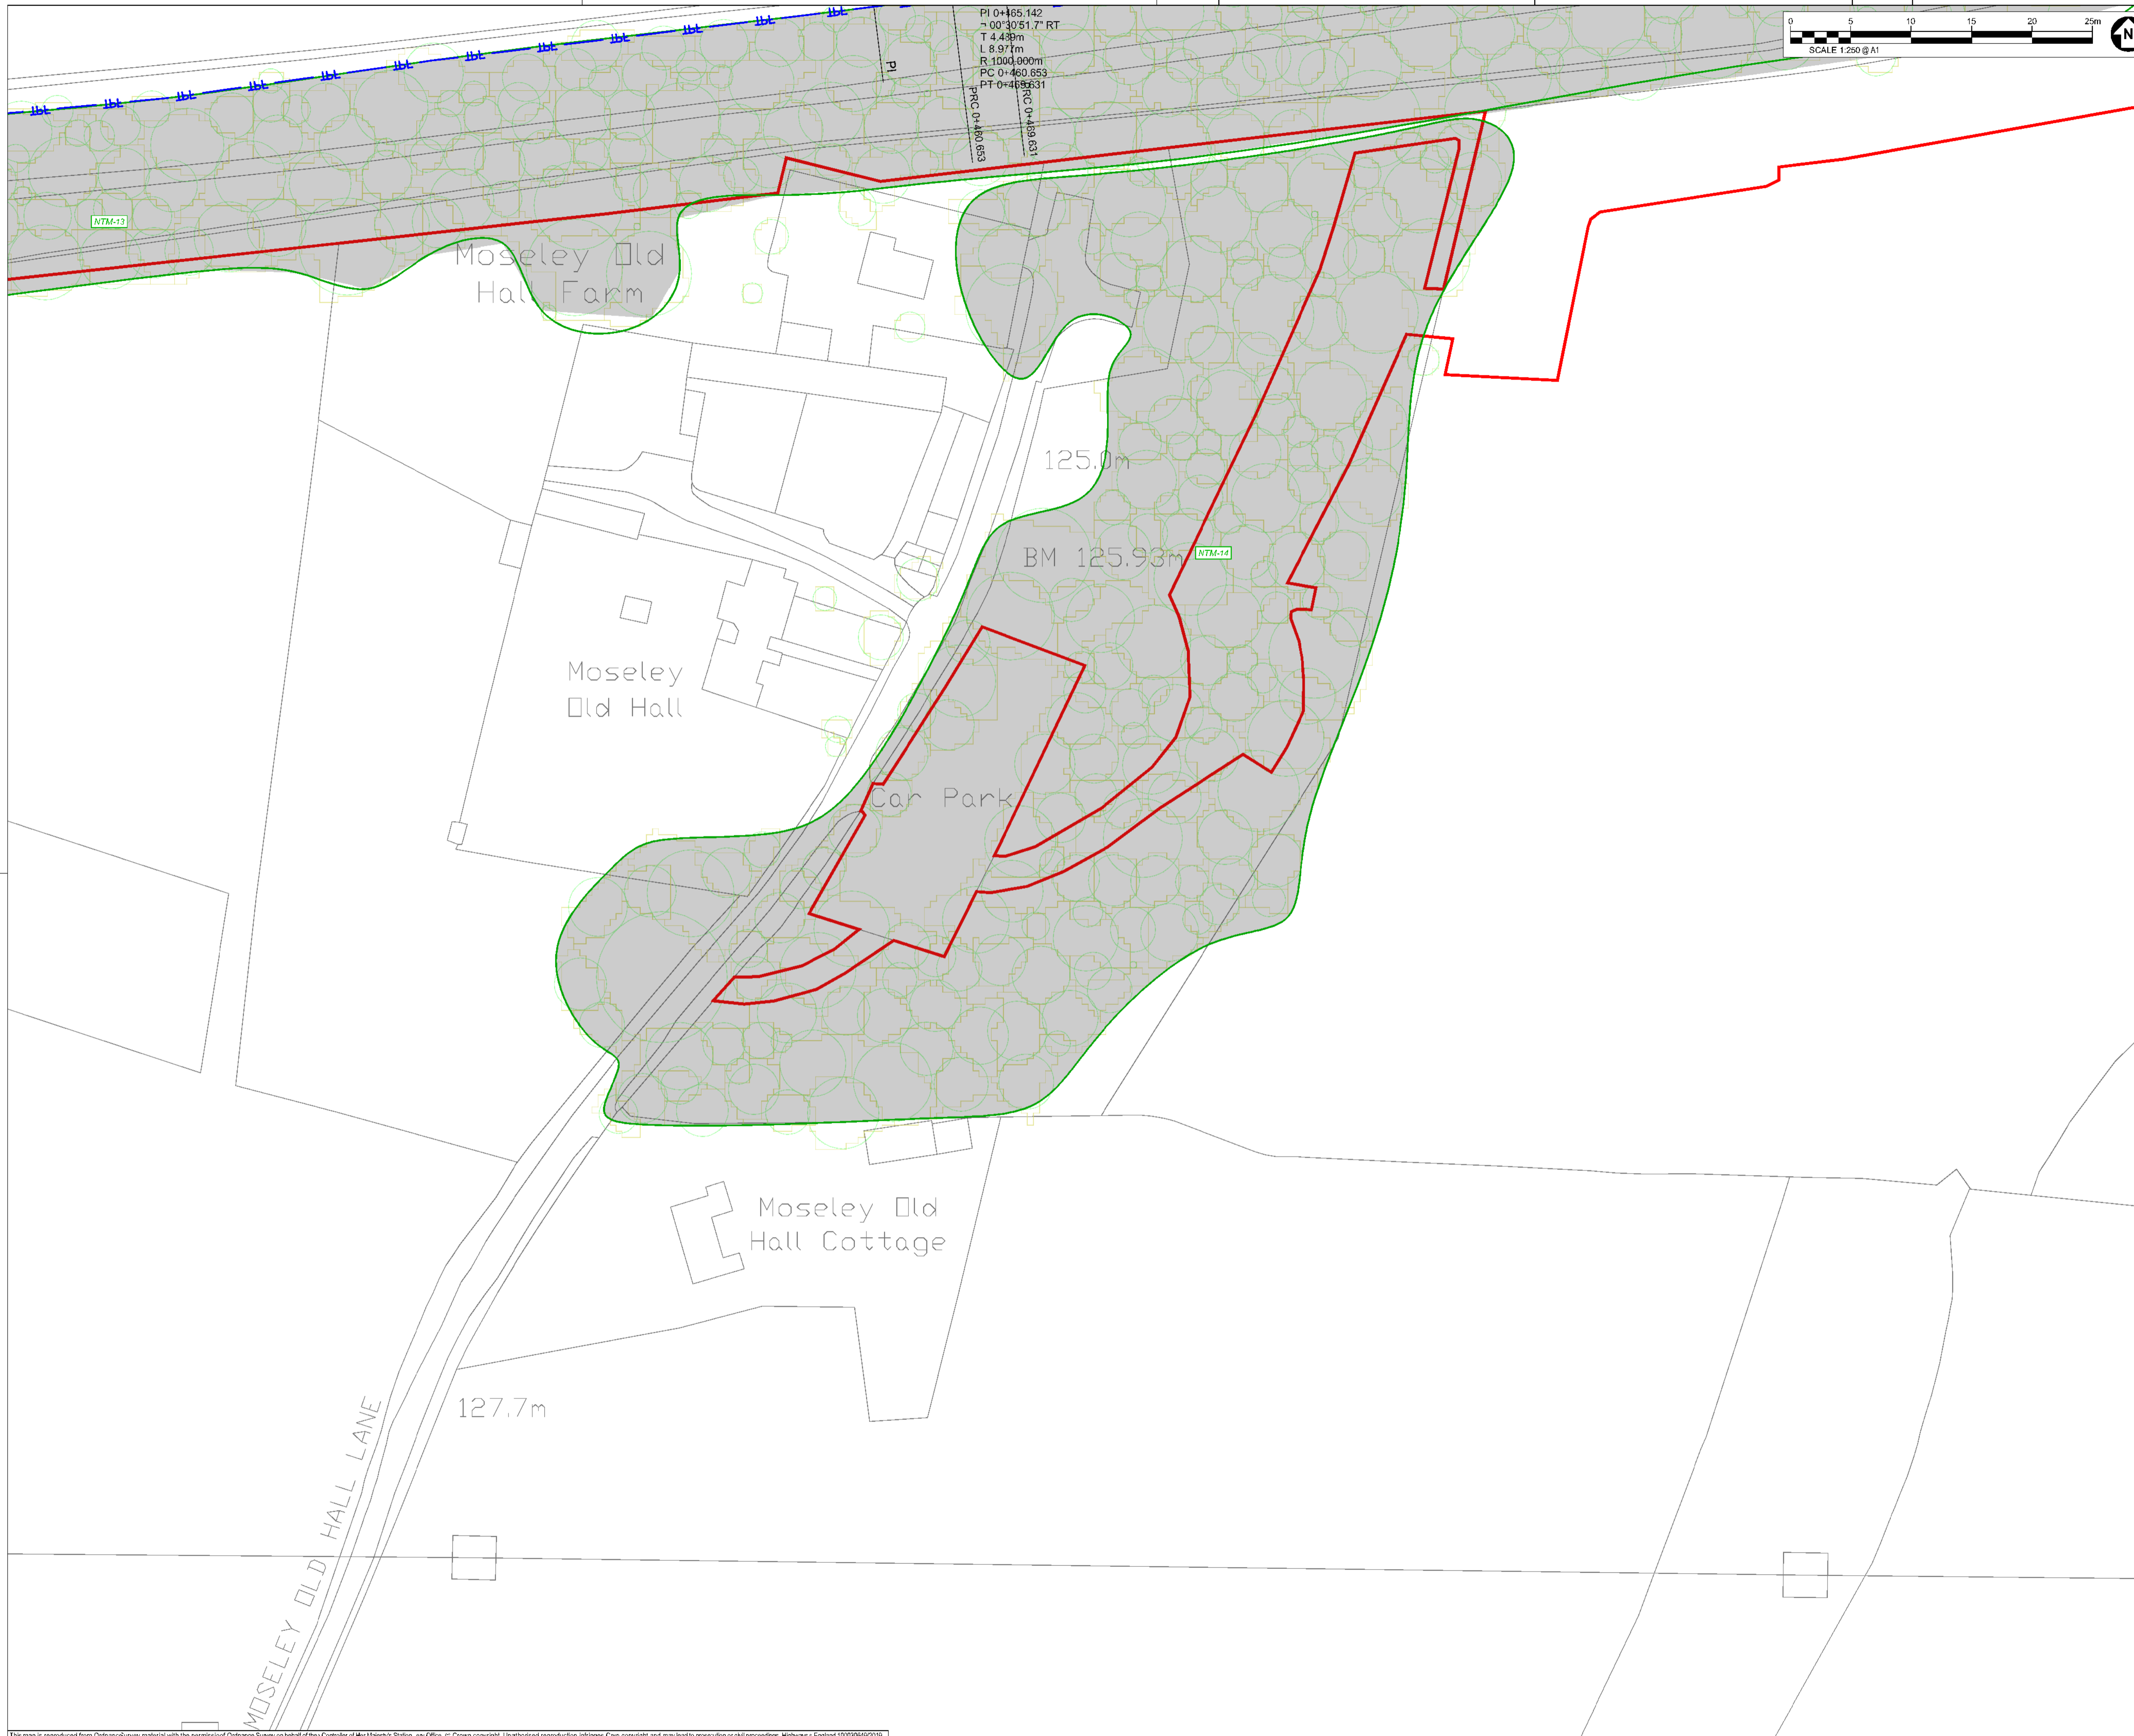 PI 0+465.142
¬ 00°30'51.7" RT
T 4.489m
L 8.977m
R 1000.000m
PC 0+460.653
PT 0+469.631
PI
PRC 0+460.653
PRC 0+469.631
0 5 10 15 20 25m
SCALE 1:250 @ A1
N
NTM-13
Moseley Old
Hall Farm
125.0m
BM 125.93m
NTM-14
Moseley
Old Hall
Car Park
Moseley Old
Hall Cottage
127.7m
MOSELEY OLD HALL LANE